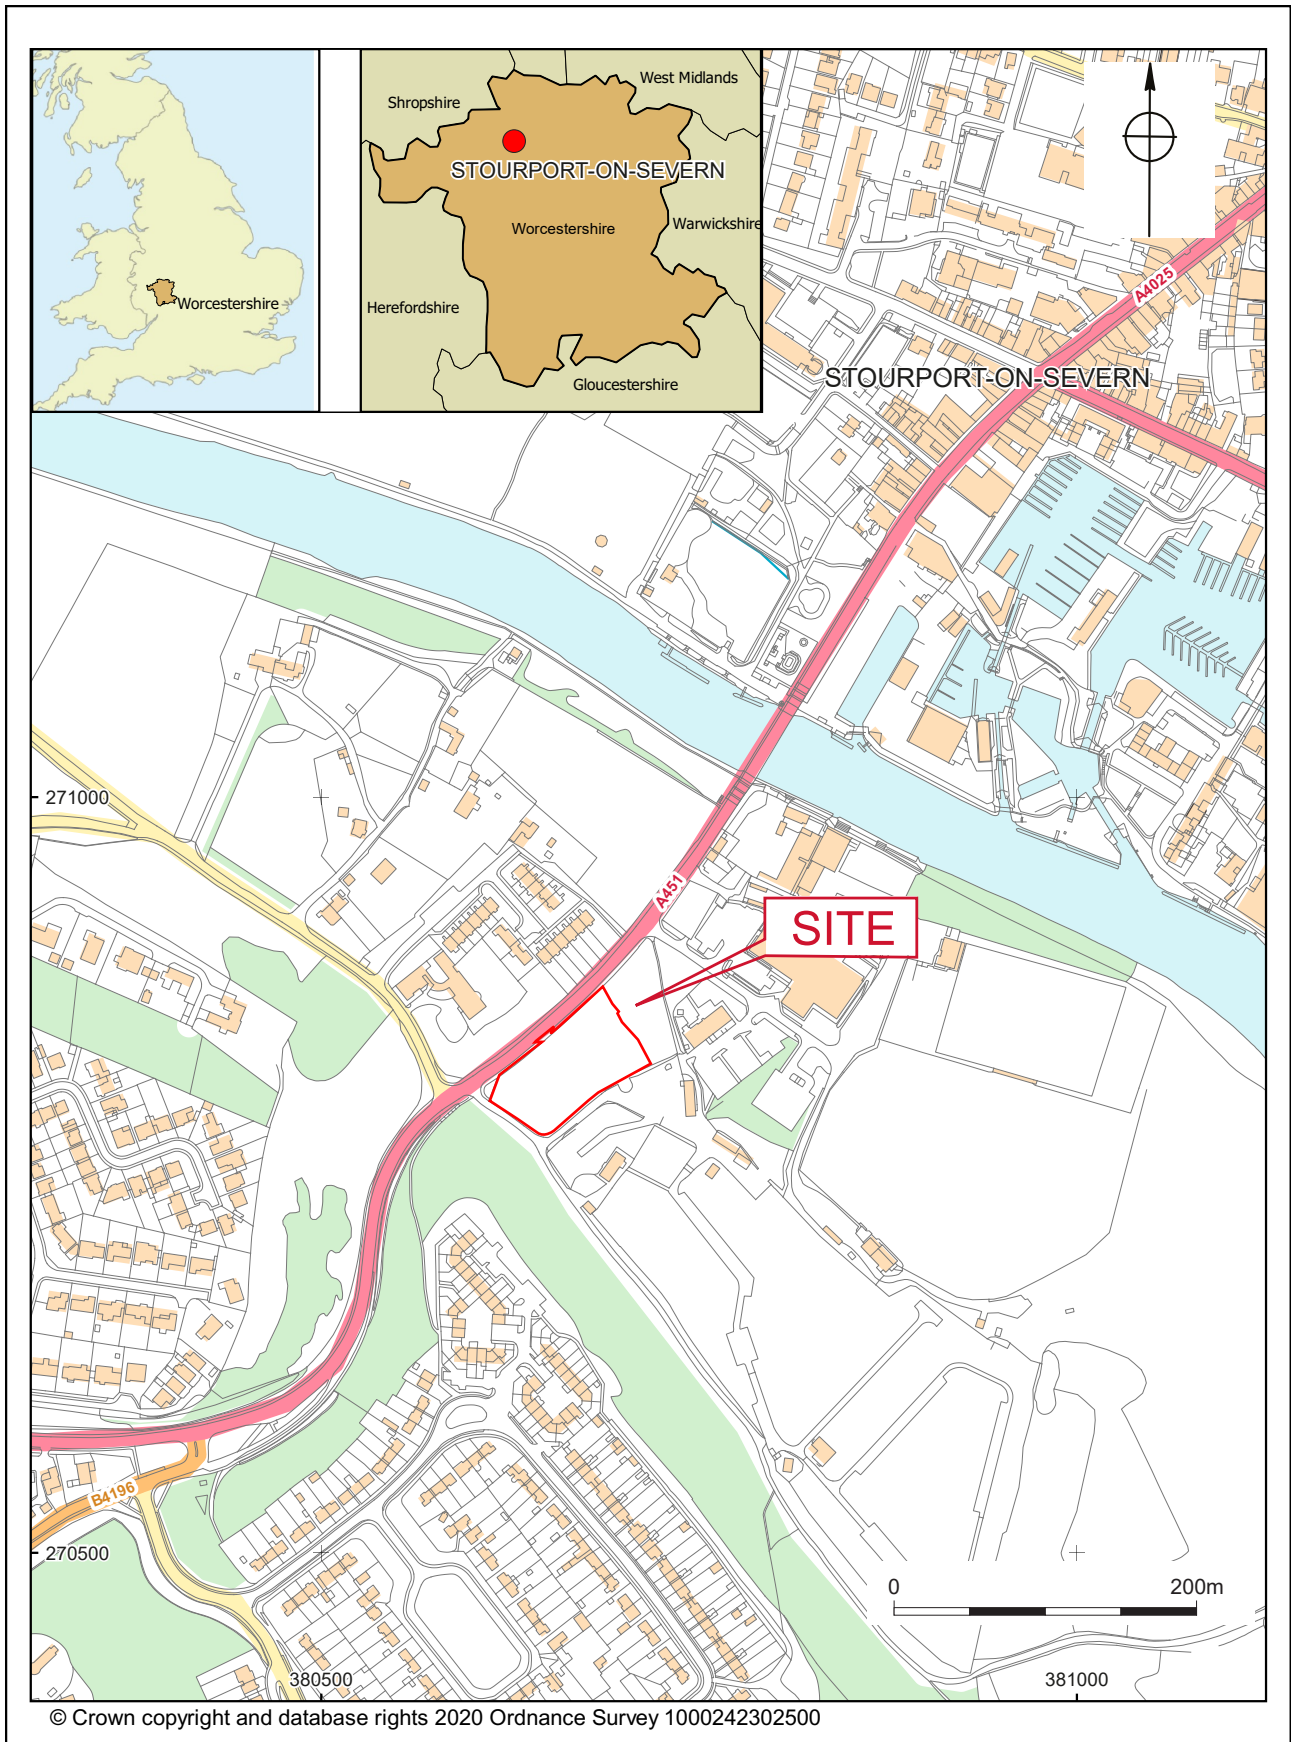 West Midlands
Shropshire
STOURPORT-ON-SEVERN
Worcestershire
Warwickshire
Worcestershire
Herefordshire
Gloucestershire
A4025
STOURPORT-ON-SEVERN
271000
A451
SITE
B4196
270500
0 200m
380500 381000
© Crown copyright and database rights 2020 Ordnance Survey 1000242302500